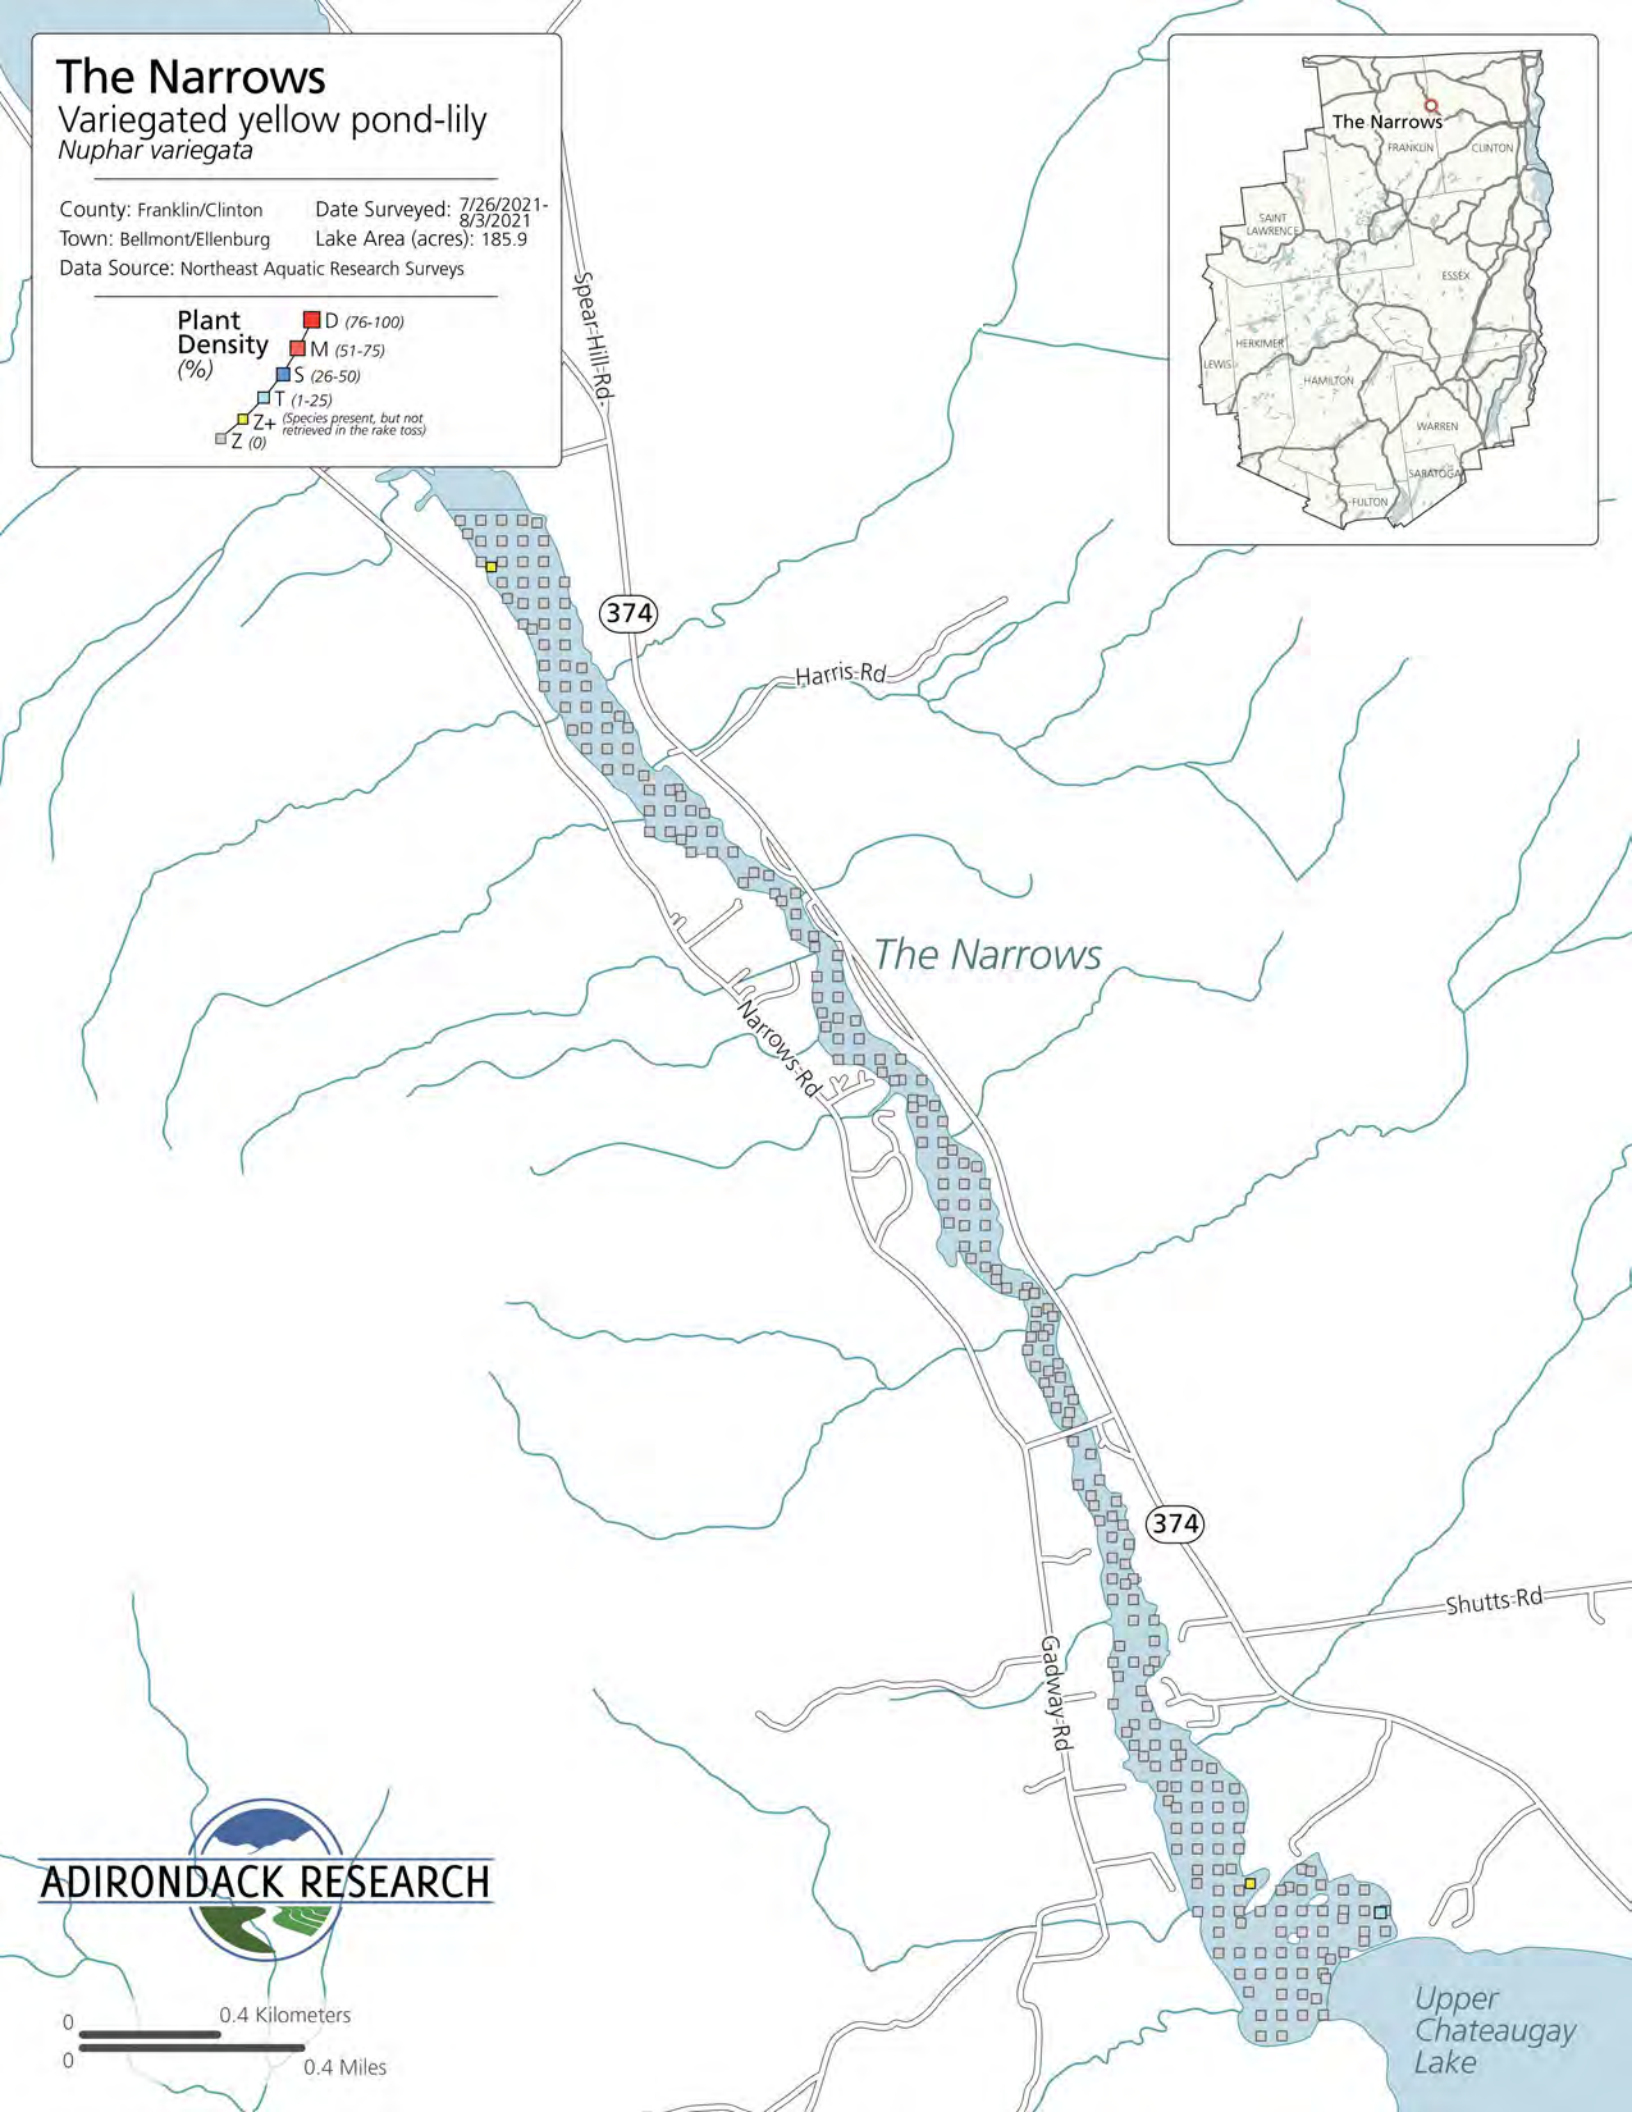 The Narrows
Variegated yellow pond-lily
Nuphar variegata
County: Franklin/Clinton
Date Surveyed: 7/26/2021-
8/3/2021
Town: Bellmont/Ellenburg
Lake Area (acres): 185.9
Data Source: Northeast Aquatic Research Surveys
Plant
Density
(%)
D (76-100)
M (51-75)
S (26-50)
T (1-25)
Z+ (Species present, but not
retrieved in the rake toss)
Z (0)
The Narrows
FRANKLIN
CLINTON
SAINT
LAWRENCE
ESSEX
HERKIMER
LEWIS
HAMILTON
WARREN
SARATOGA
FULTON
Spear-Hill-Rd
374
Harris-Rd
The Narrows
Narrows-Rd
374
Shutts-Rd
Gadway-Rd
ADIRONDACK RESEARCH
0
0.4 Kilometers
0
0.4 Miles
Upper
Chateaugay
Lake